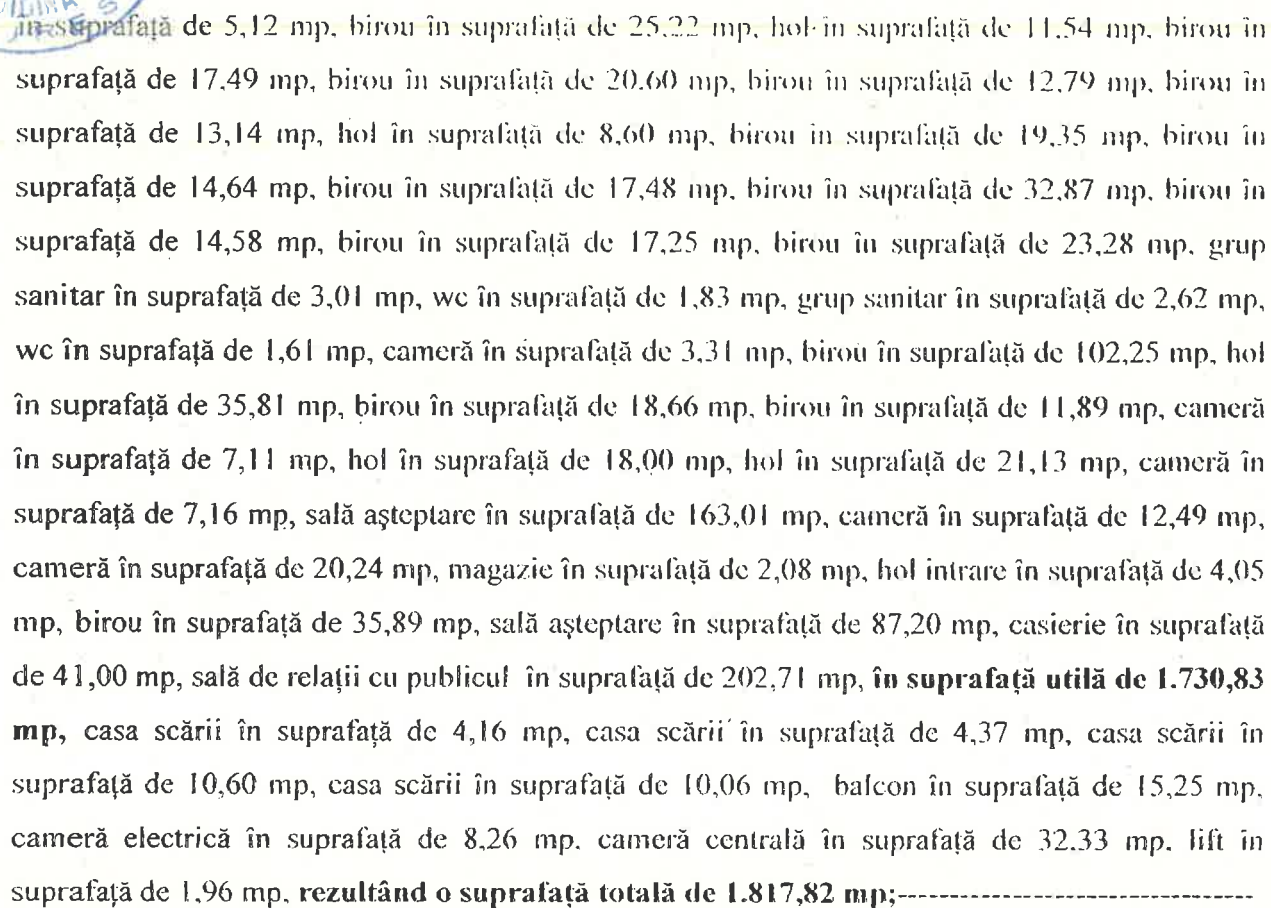 în suprafață de 5,12 mp, birou în suprafață de 25,22 mp, hol în suprafață de 11,54 mp, birou în
suprafață de 17,49 mp, birou în suprafață de 20,60 mp, birou în suprafață de 12,79 mp, birou în
suprafață de 13,14 mp, hol în suprafață de 8,60 mp, birou in suprafață de 19,35 mp, birou în
suprafață de 14,64 mp, birou în suprafață de 17,48 mp, birou în suprafață de 32,87 mp, birou în
suprafață de 14,58 mp, birou în suprafață de 17,25 mp, birou în suprafață de 23,28 mp, grup
sanitar în suprafață de 3,01 mp, wc în suprafață de 1,83 mp, grup sanitar în suprafață de 2,62 mp,
wc în suprafață de 1,61 mp, cameră în suprafață de 3,31 mp, birou în suprafață de 102,25 mp, hol
în suprafață de 35,81 mp, birou în suprafață de 18,66 mp, birou în suprafață de 11,89 mp, cameră
în suprafață de 7,11 mp, hol în suprafață de 18,00 mp, hol în suprafață de 21,13 mp, cameră în
suprafață de 7,16 mp, sală așteptare în suprafață de 163,01 mp, cameră în suprafață de 12,49 mp,
cameră în suprafață de 20,24 mp, magazie în suprafață de 2,08 mp, hol intrare în suprafață de 4,05
mp, birou în suprafață de 35,89 mp, sală așteptare în suprafață de 87,20 mp, casierie în suprafață
de 41,00 mp, sală de relații cu publicul în suprafață de 202,71 mp, în suprafață utilă de 1.730,83
mp, casa scării în suprafață de 4,16 mp, casa scării în suprafață de 4,37 mp, casa scării în
suprafață de 10,60 mp, casa scării în suprafață de 10,06 mp, balcon în suprafață de 15,25 mp,
cameră electrică în suprafață de 8,26 mp, cameră centrală în suprafață de 32,33 mp, lift în
suprafață de 1,96 mp, rezultând o suprafață totală de 1.817,82 mp;---------------------------------